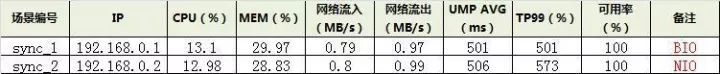 场景编号 IP CPU（%） MEM（%） 网络流入（MB/s） 网络流出（MB/s） UMP AVG（ms） TP99（ms） 可用率（%） 备注
sync_1 192.168.0.1 13.1 29.97 0.79 0.97 501 501 100 BIO
sync_2 192.168.0.2 12.98 28.83 0.8 0.99 506 573 100 NIO